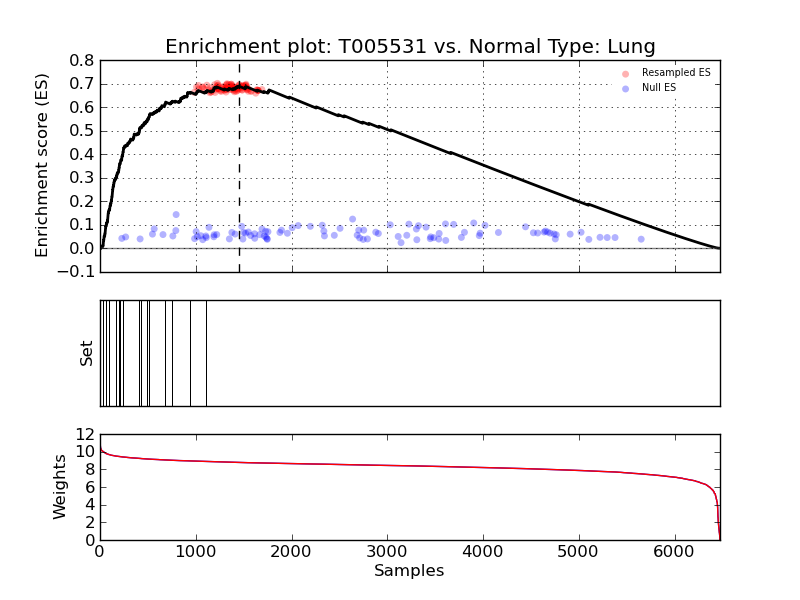 Enrichment plot: T005531 vs. Normal Type: Lung
Enrichment score (ES)
0.8
0.7
0.6
0.5
0.4
0.3
0.2
0.1
0.0
−0.1
Resampled ES
Null ES
Set
Weights
12
10
8
6
4
2
0
0 1000 2000 3000 4000 5000 6000
Samples